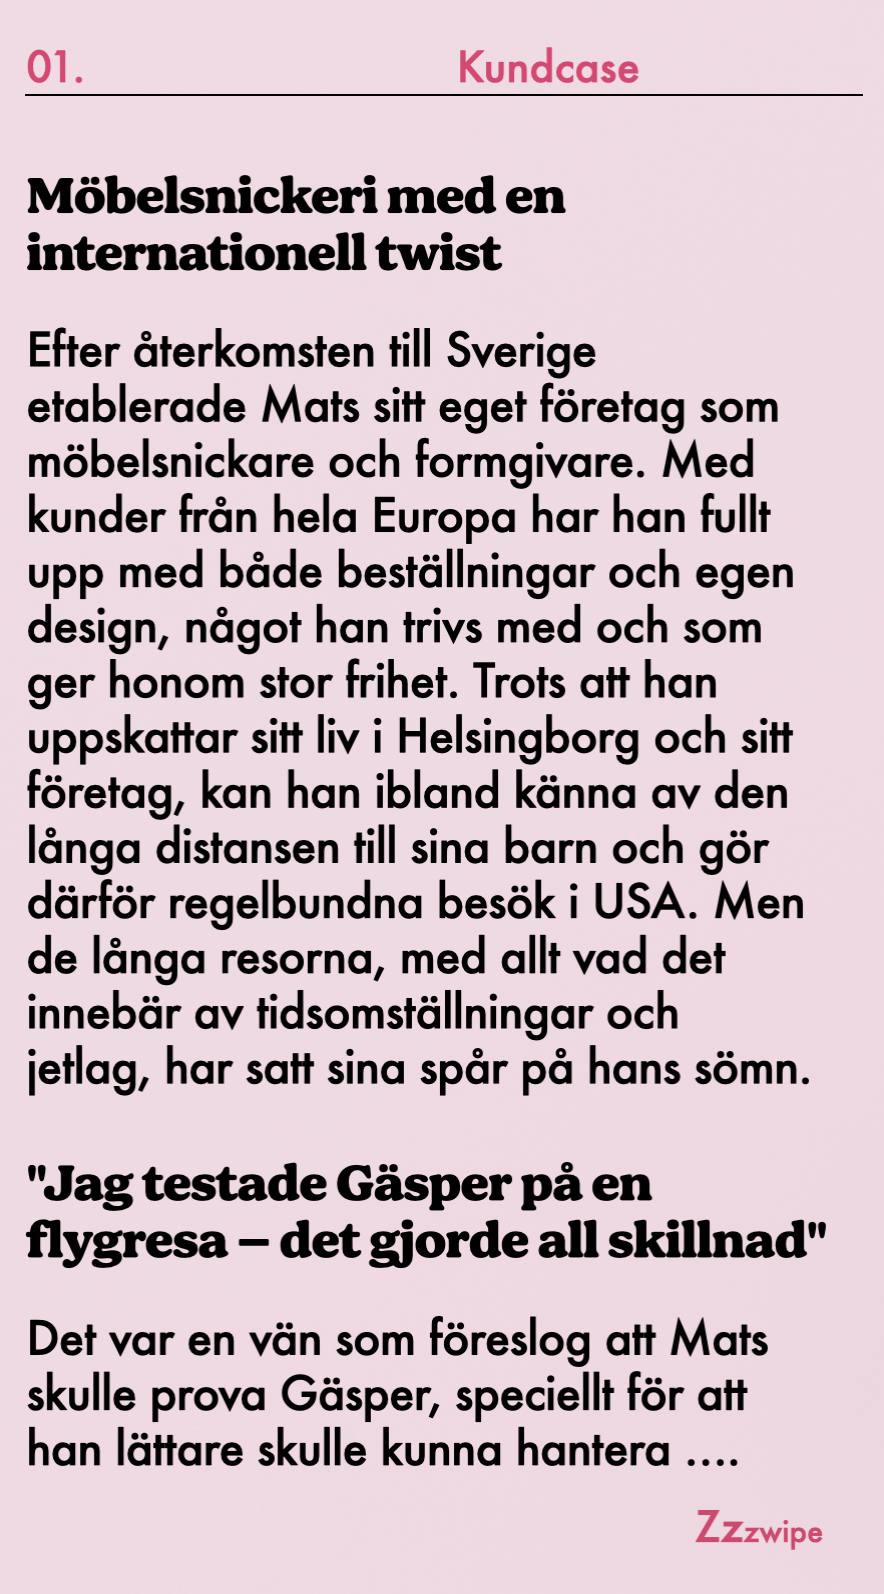 01. Kundcase
Möbelsnickeri med en
internationell twist
Efter återkomsten till Sverige
etablerade Mats sitt eget företag som
möbelsnickare och formgivare. Med
kunder från hela Europa har han fullt
upp med både beställningar och egen
design, något han trivs med och som
ger honom stor frihet. Trots att han
uppskattar sitt liv i Helsingborg och sitt
företag, kan han ibland känna av den
långa distansen till sina barn och gör
därför regelbundna besök i USA. Men
de långa resorna, med allt vad det
innebär av tidsomställningar och
jetlag, har satt sina spår på hans sömn.
"Jag testade Gäsper på en
flygresa – det gjorde all skillnad"
Det var en vän som föreslog att Mats
skulle prova Gäsper, speciellt för att
han lättare skulle kunna hantera ....
Zzzwipe